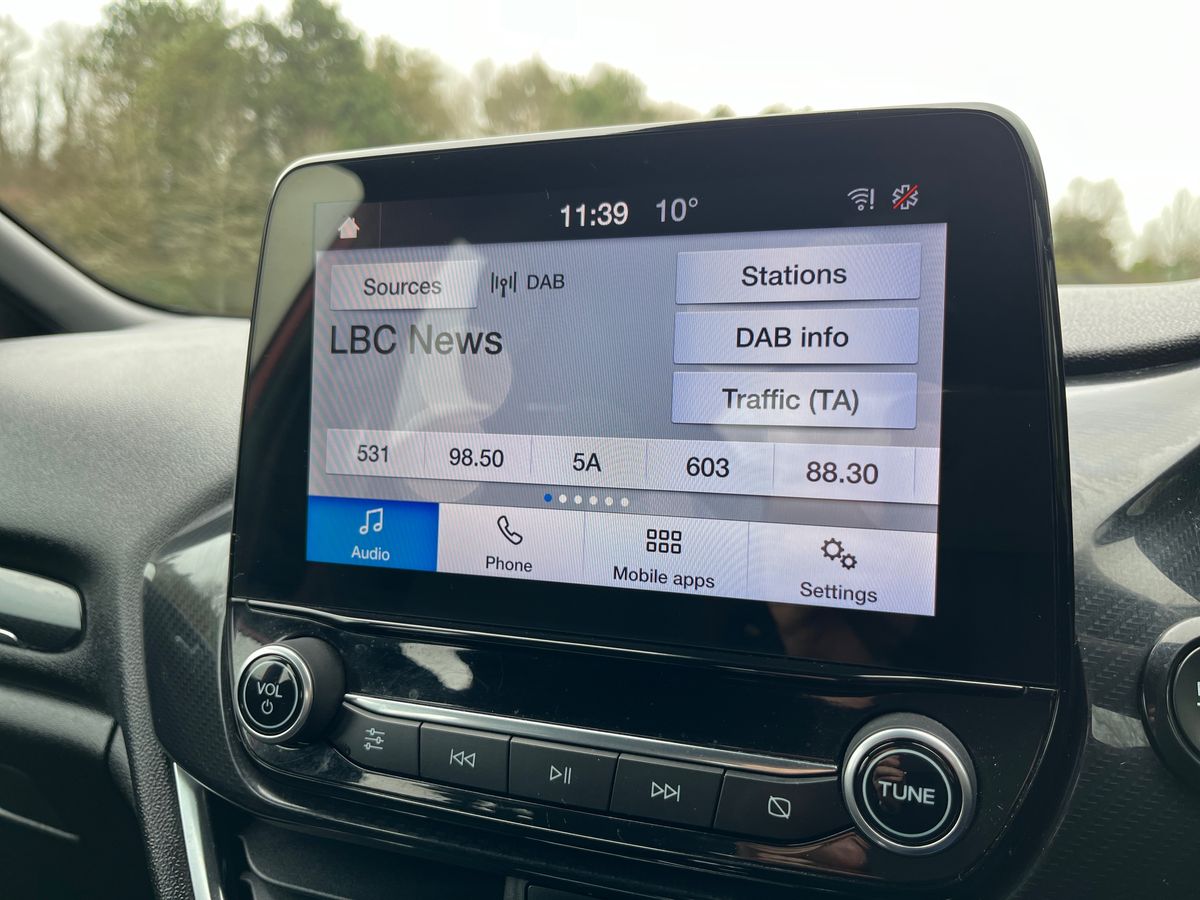 11:39 10°
Sources DAB
Stations
LBC News
DAB info
Traffic (TA)
531 98.50 5A 603 88.30
Audio Phone Mobile apps Settings
VOL
TUNE